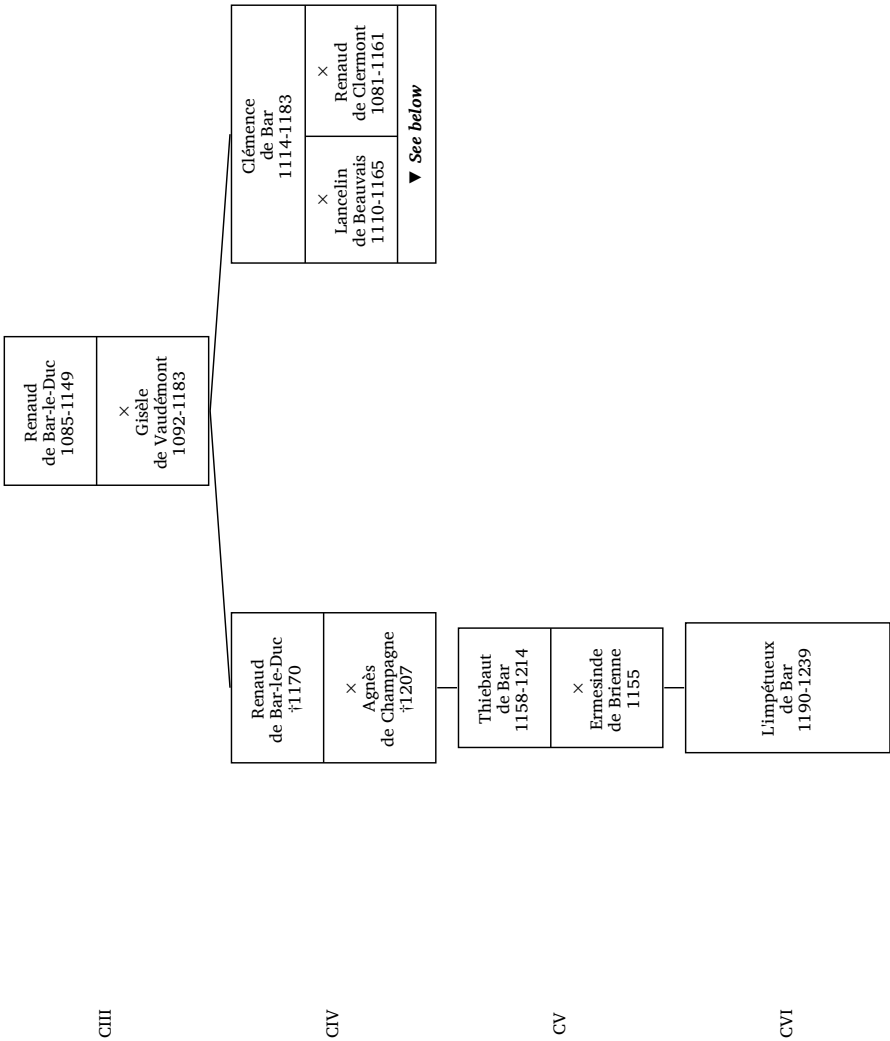 CIII
Renaud
de Bar-le-Duc
1085-1149
×
Gisèle
de Vaudémont
1092-1183
CIV
Renaud
de Bar-le-Duc
†1170
×
Agnès
de Champagne
†1207
Clémence
de Bar
1114-1183
×
Lancelin
de Beauvais
1110-1165
×
Renaud
de Clermont
1081-1161
▼ See below
CV
Thiebaut
de Bar
1158-1214
×
Ermesinde
de Brienne
1155
CVI
L'impétueux
de Bar
1190-1239